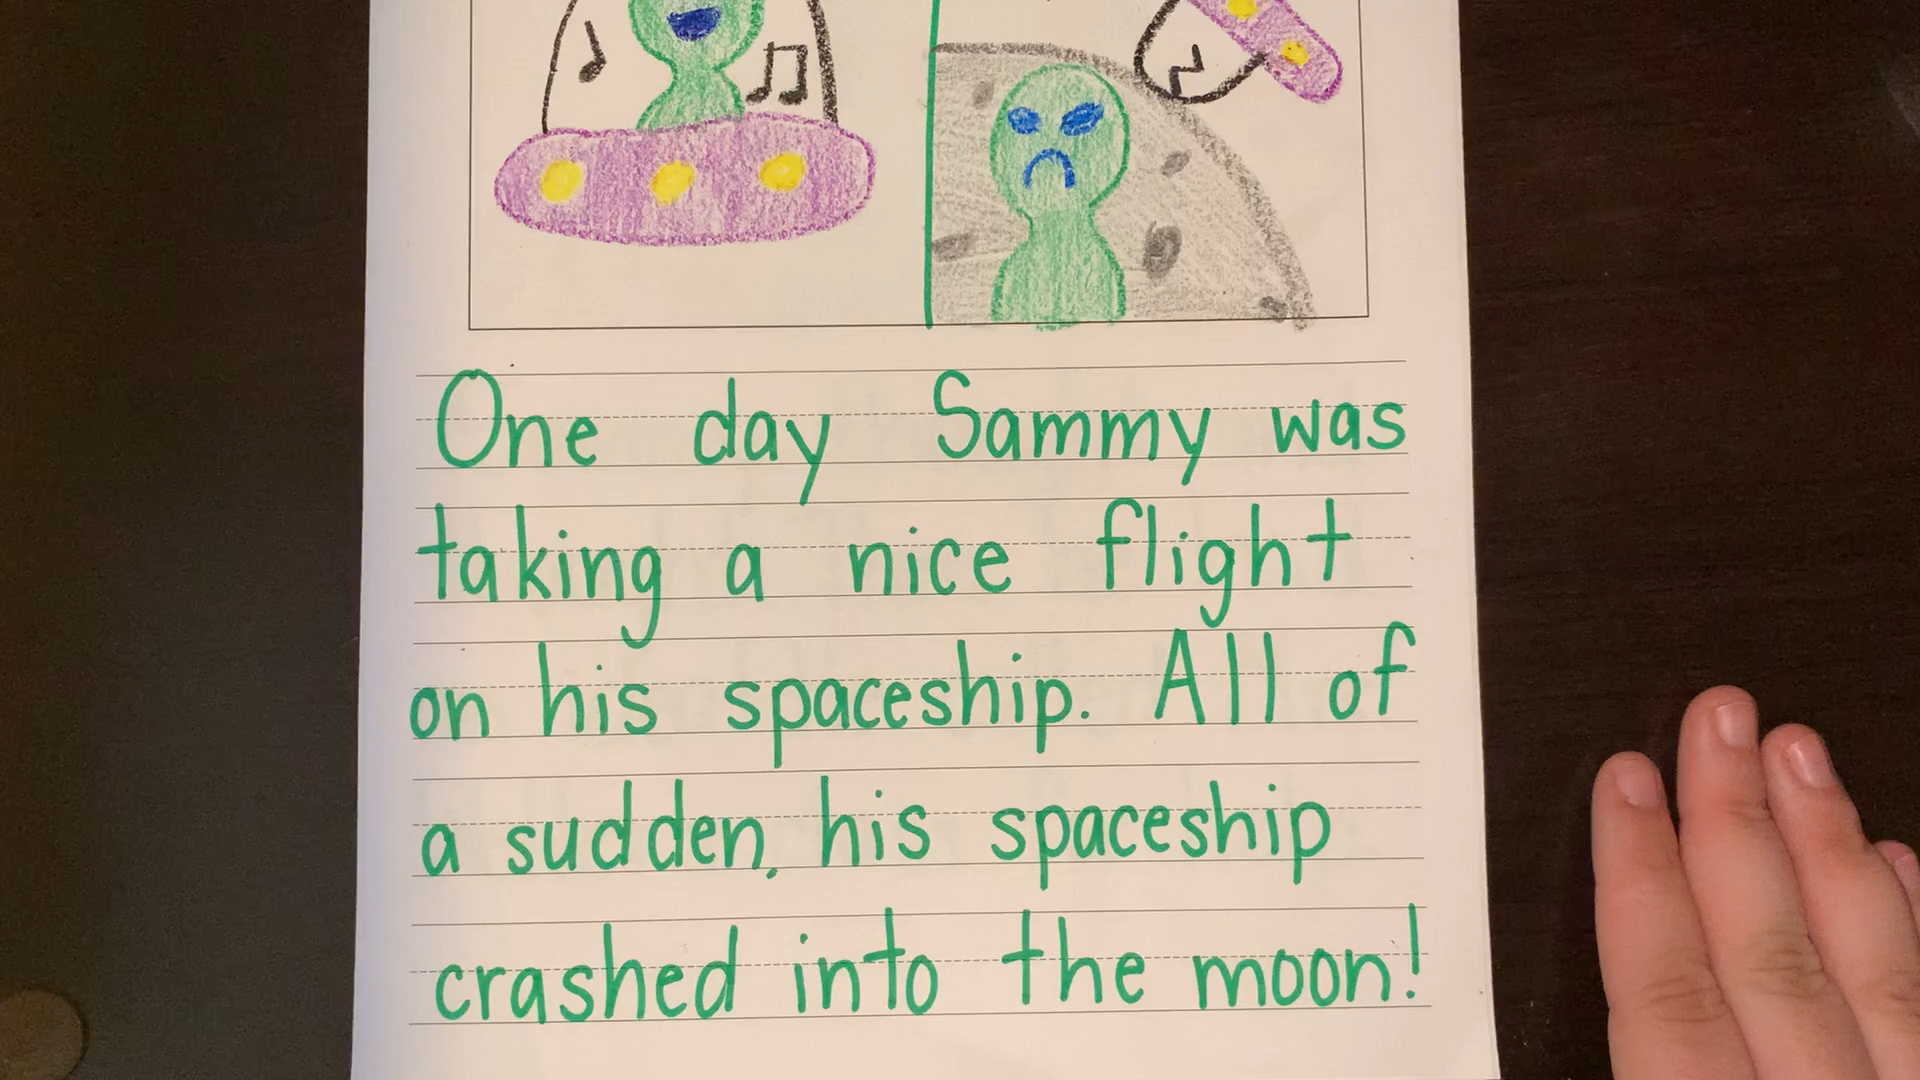 One day Sammy was
taking a nice flight
on his spaceship. All of
a sudden, his spaceship
crashed into the moon!